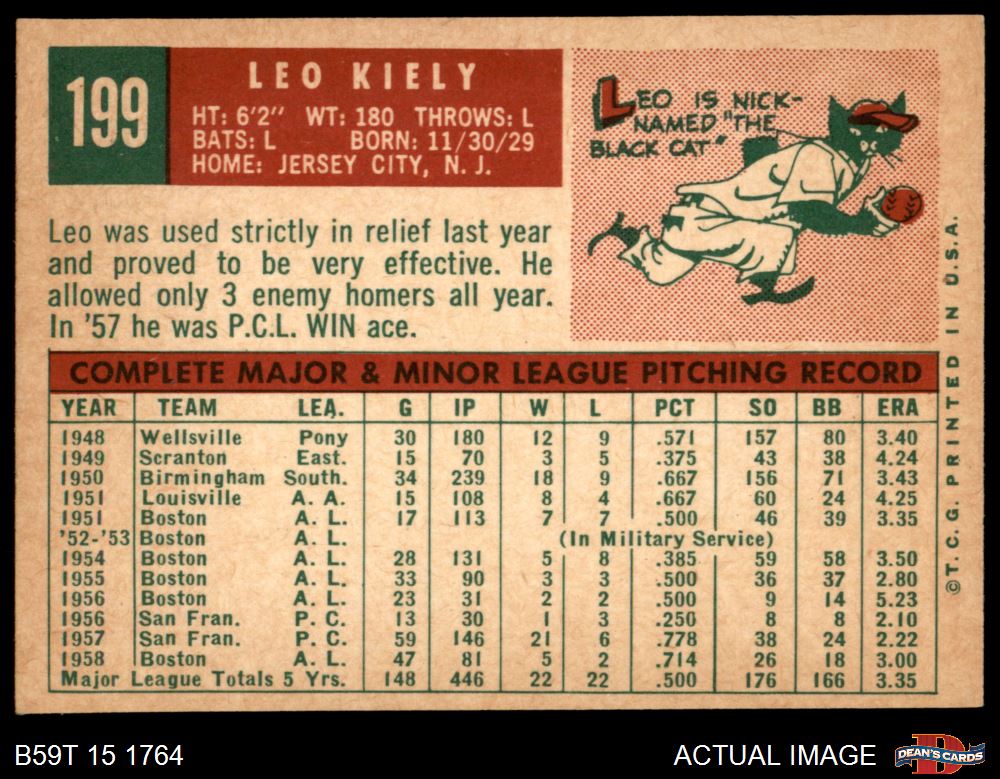 199
LEO KIELY
HT: 6'2" WT: 180 THROWS: L
BATS: L BORN: 11/30/29
HOME: JERSEY CITY, N. J.
LEO IS NICK-
NAMED "THE
BLACK CAT"
Leo was used strictly in relief last year
and proved to be very effective. He
allowed only 3 enemy homers all year.
In '57 he was P.C.L. WIN ace.
COMPLETE MAJOR & MINOR LEAGUE PITCHING RECORD
YEAR TEAM LEA. G IP W L PCT SO BB ERA
1948 Wellsville Pony 30 180 12 9 .571 157 80 3.40
1949 Scranton East. 15 70 3 5 .375 43 38 4.24
1950 Birmingham South. 34 239 18 9 .667 156 71 3.43
1951 Louisville A. A. 15 108 8 4 .667 60 24 4.25
1951 Boston A. L. 17 113 7 7 .500 46 39 3.35
'52-'53 Boston A. L. (In Military Service)
1954 Boston A. L. 28 131 5 8 .385 59 58 3.50
1955 Boston A. L. 33 90 3 3 .500 36 37 2.80
1956 Boston A. L. 23 31 2 2 .500 9 14 5.23
1956 San Fran. P. C. 13 30 1 3 .250 8 8 2.10
1957 San Fran. P. C. 59 146 21 6 .778 38 24 2.22
1958 Boston A. L. 47 81 5 2 .714 26 18 3.00
Major League Totals 5 Yrs. 148 446 22 22 .500 176 166 3.35
©T. C. G. PRINTED IN U.S.A.
B59T 15 1764
ACTUAL IMAGE
D
DEAN'S CARDS